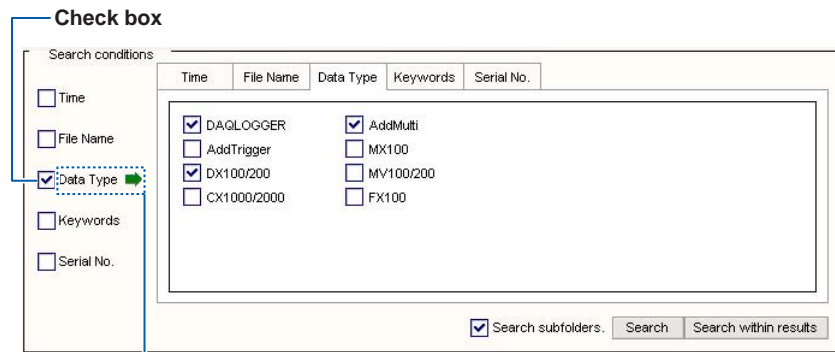 Check box
Search conditions
Time File Name Data Type Keywords Serial No.
Time
File Name
Data Type
Keywords
Serial No.
DAQLOGGER AddMulti
AddTrigger MX100
DX100/200 MV100/200
CX1000/2000 FX100
Search subfolders. Search Search within results